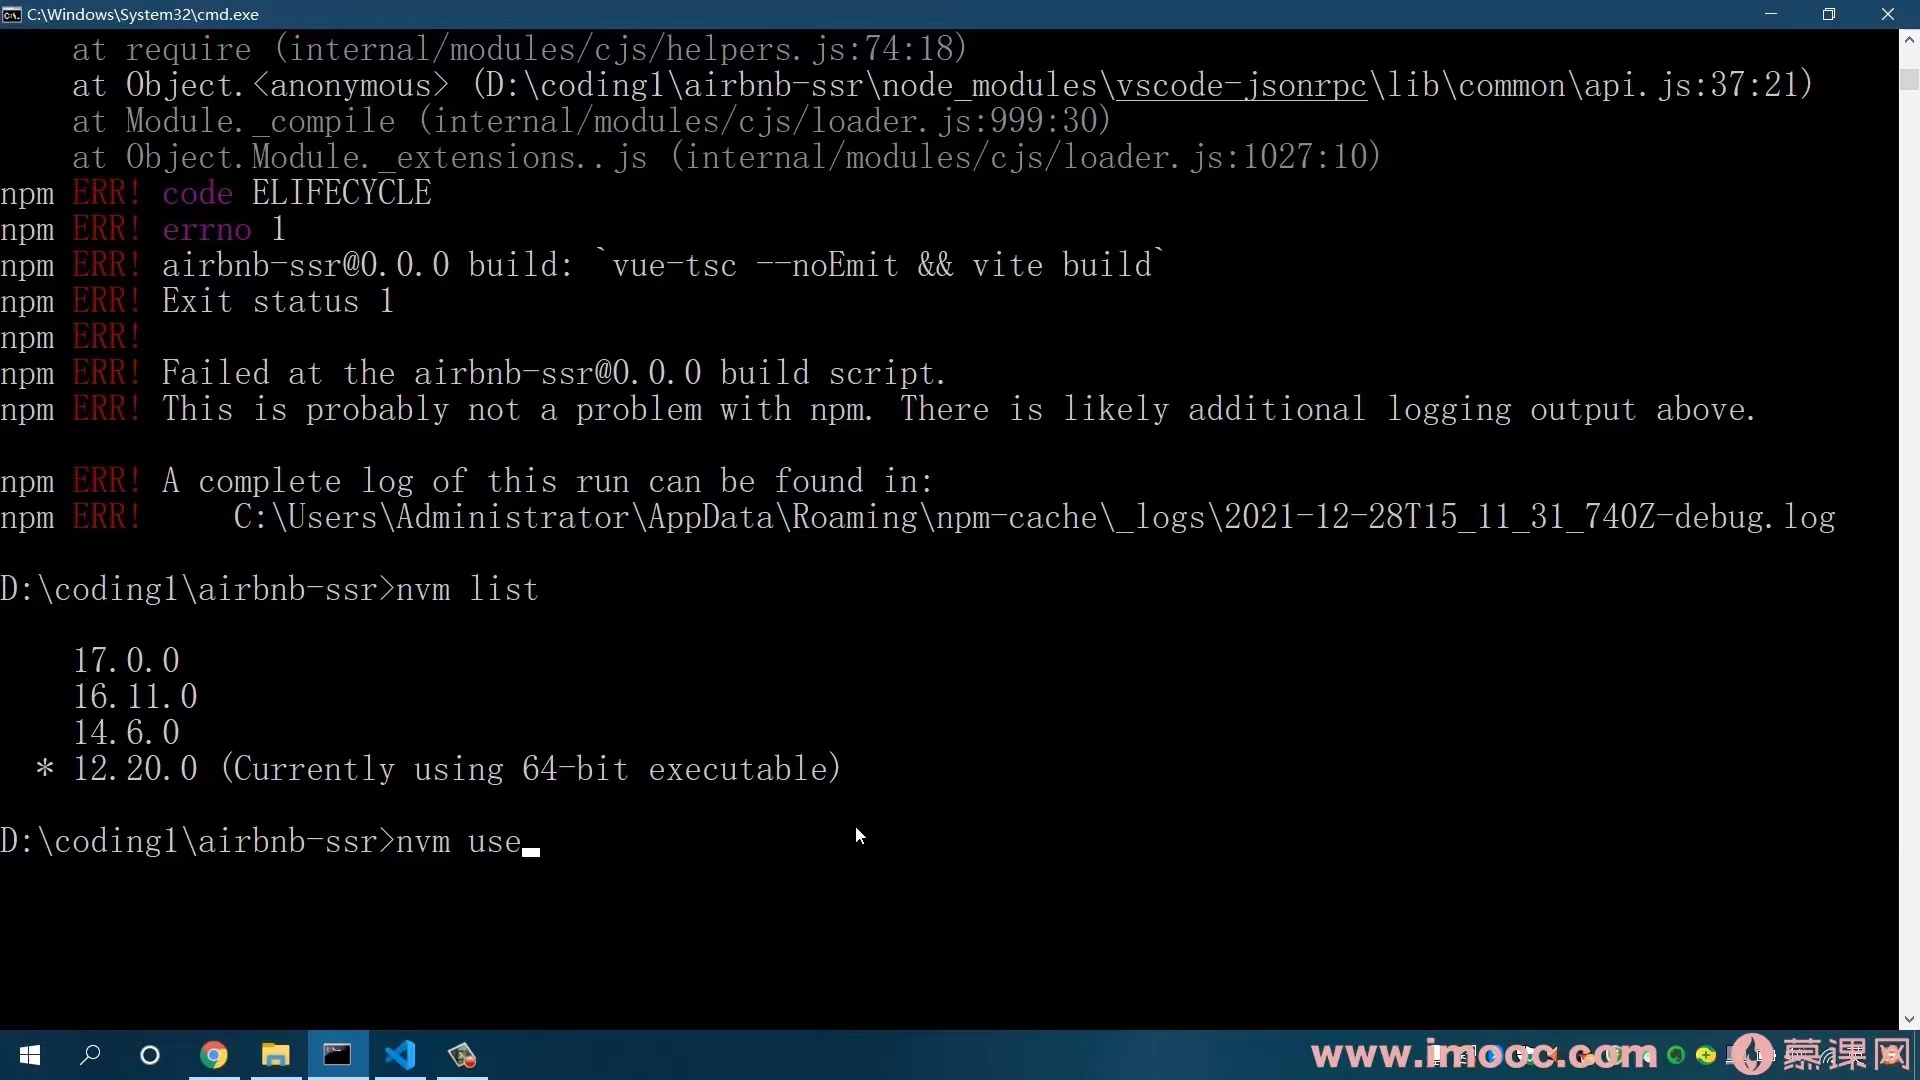 C:\Windows\System32\cmd.exe
at require (internal/modules/cjs/helpers.js:74:18)
at Object.<anonymous> (D:\coding1\airbnb-ssr\node_modules\vscode-jsonrpc\lib\common\api.js:37:21)
at Module._compile (internal/modules/cjs/loader.js:999:30)
at Object.Module._extensions..js (internal/modules/cjs/loader.js:1027:10)
npm ERR! code ELIFECYCLE
npm ERR! errno 1
npm ERR! airbnb-ssr@0.0.0 build: `vue-tsc --noEmit && vite build`
npm ERR! Exit status 1
npm ERR!
npm ERR! Failed at the airbnb-ssr@0.0.0 build script.
npm ERR! This is probably not a problem with npm. There is likely additional logging output above.
npm ERR! A complete log of this run can be found in:
npm ERR!     C:\Users\Administrator\AppData\Roaming\npm-cache\_logs\2021-12-28T15_11_31_740Z-debug.log
D:\coding1\airbnb-ssr>nvm list
17.0.0
16.11.0
14.6.0
* 12.20.0 (Currently using 64-bit executable)
D:\coding1\airbnb-ssr>nvm use
www.imooc.com 慕课网